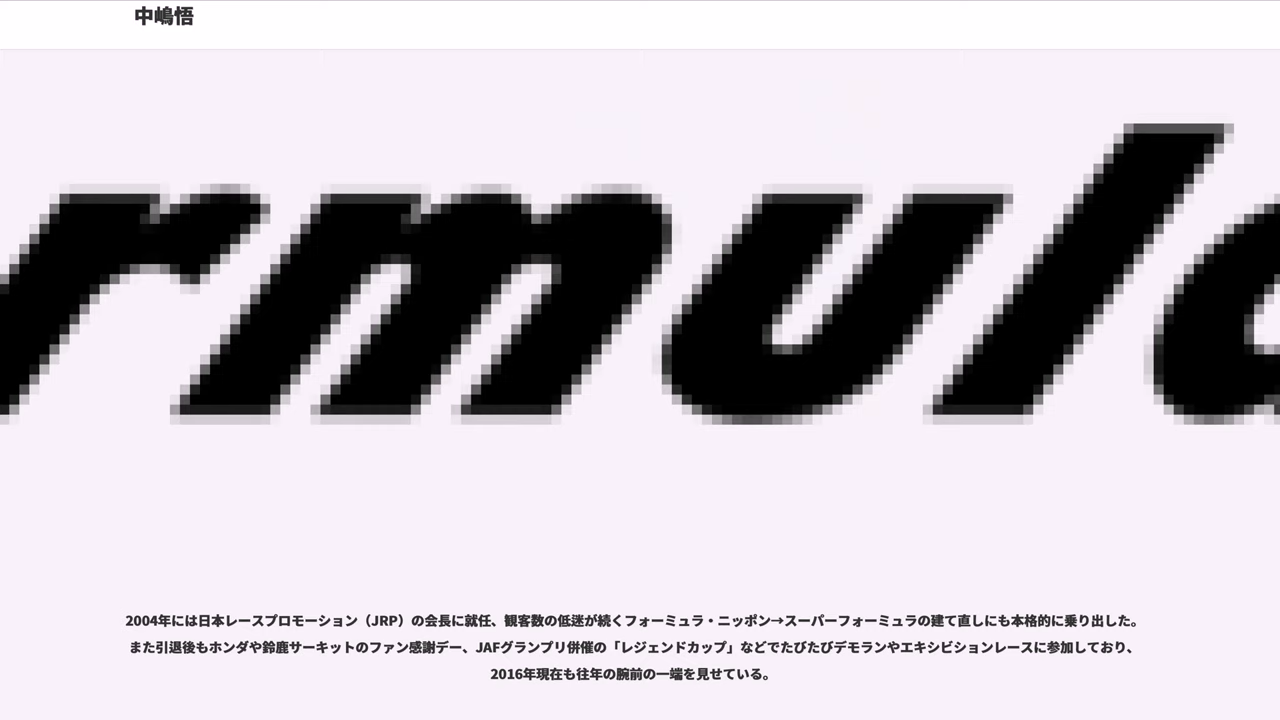 中嶋悟
rmula
2004年には日本レースプロモーション（JRP）の会長に就任、観客数の低迷が続くフォーミュラ・ニッポン→スーパーフォーミュラの建て直しにも本格的に乗り出した。
また引退後もホンダや鈴鹿サーキットのファン感謝デー、JAFグランプリ併催の「レジェンドカップ」などでたびたびデモランやエキシビションレースに参加しており、
2016年現在も往年の腕前の一端を見せている。